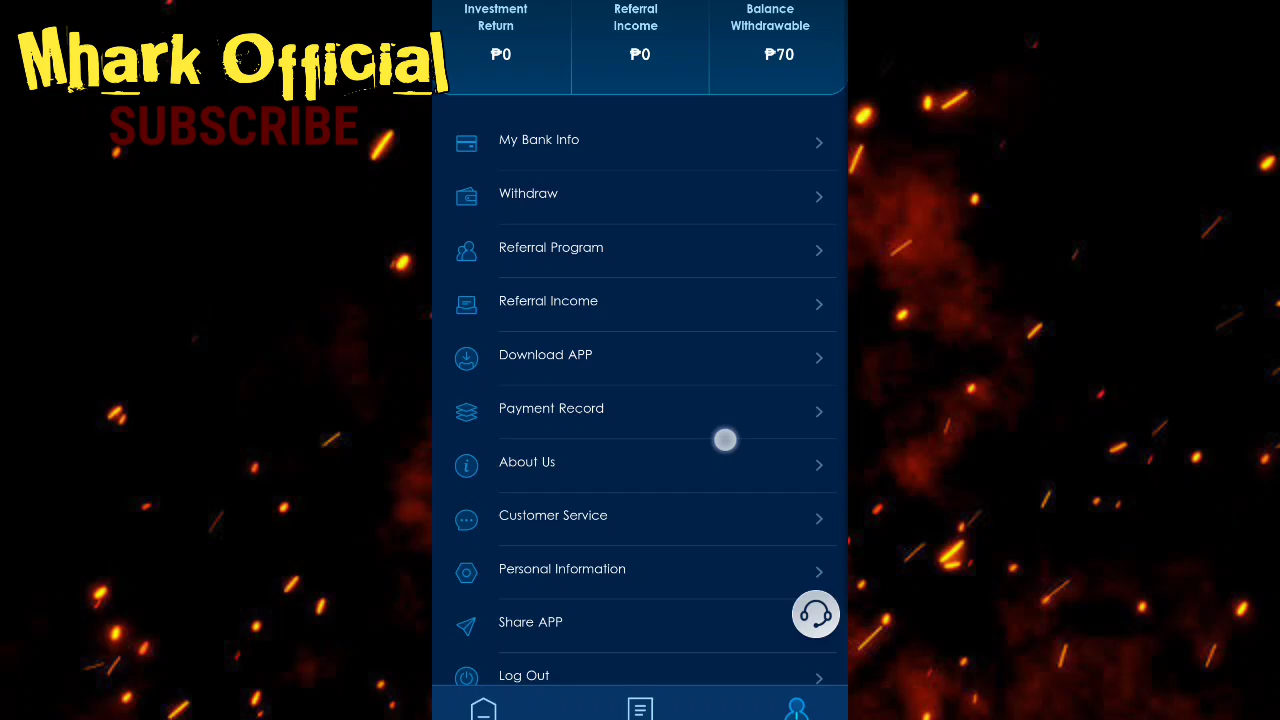 Mhark Official
SUBSCRIBE
Investment
Return
₱0
Referral
Income
₱0
Balance
Withdrawable
₱70
My Bank Info
Withdraw
Referral Program
Referral Income
Download APP
Payment Record
About Us
Customer Service
Personal Information
Share APP
Log Out